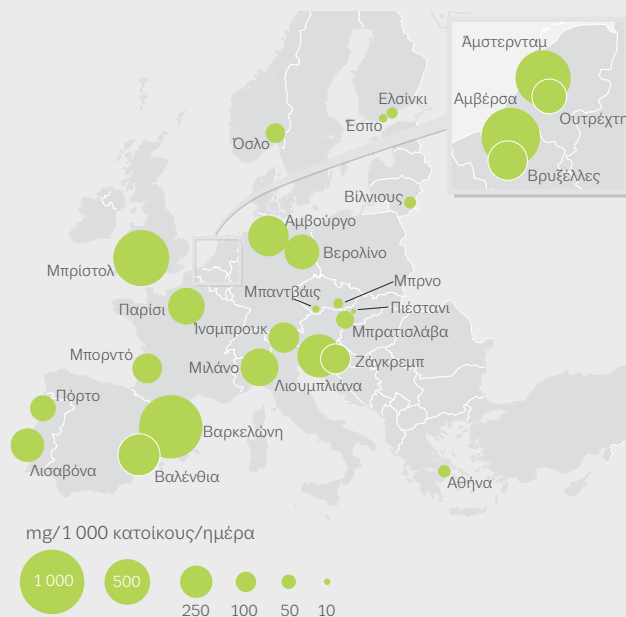 Άμστερνταμ
Αμβέρσα
Ουτρέχτη
Βρυξέλλες
Ελσίνκι
Έσπο
Όσλο
Βίλνιους
Αμβούργο
Βερολίνο
Μπρίστολ
Μπρνο
Μπαντβάις
Πιέστανι
Παρίσι
Ίνσμπρουκ
Μπρατισλάβα
Μπορντό
Μιλάνο
Ζάγκρεμπ
Λιουμπλιάνα
Πόρτο
Βαρκελώνη
Λισαβόνα
Βαλένθια
Αθήνα
mg/1 000 κατοίκους/ημέρα
1 000
500
250
100
50
10